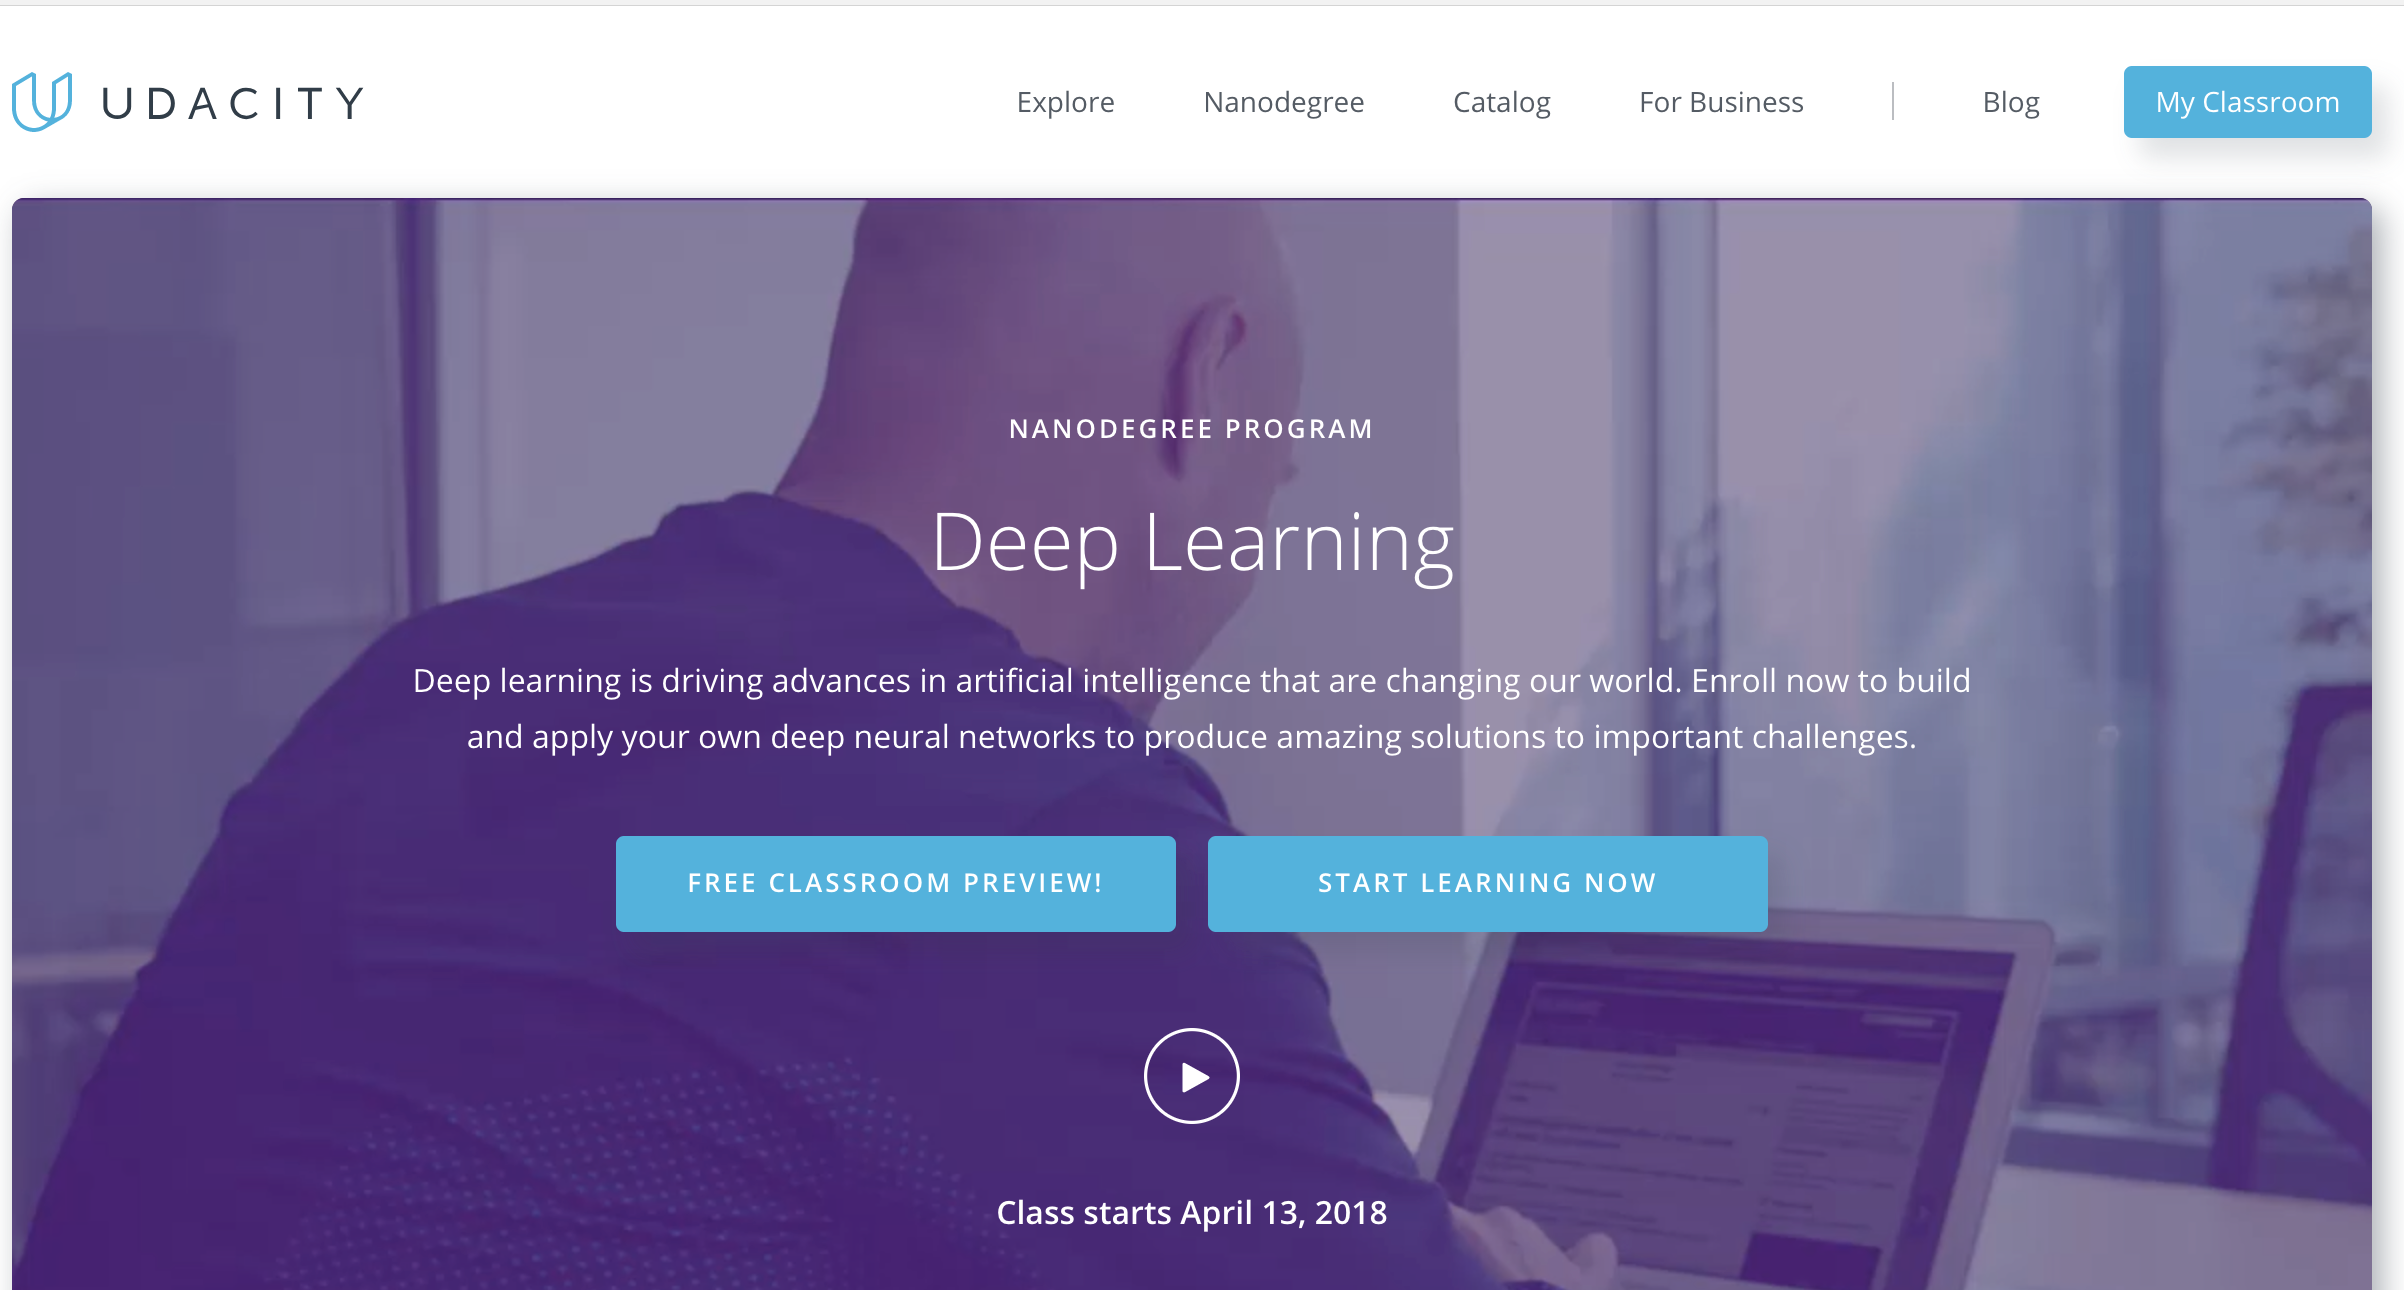 UDACITY
Explore
Nanodegree
Catalog
For Business
Blog
My Classroom
NANODEGREE PROGRAM
Deep Learning
Deep learning is driving advances in artificial intelligence that are changing our world. Enroll now to build
and apply your own deep neural networks to produce amazing solutions to important challenges.
FREE CLASSROOM PREVIEW!
START LEARNING NOW
Class starts April 13, 2018